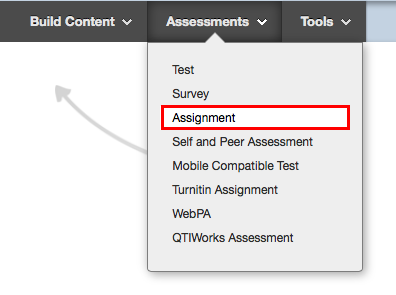 Build Content Assessments Tools
Test
Survey
Assignment
Self and Peer Assessment
Mobile Compatible Test
Turnitin Assignment
WebPA
QTIWorks Assessment